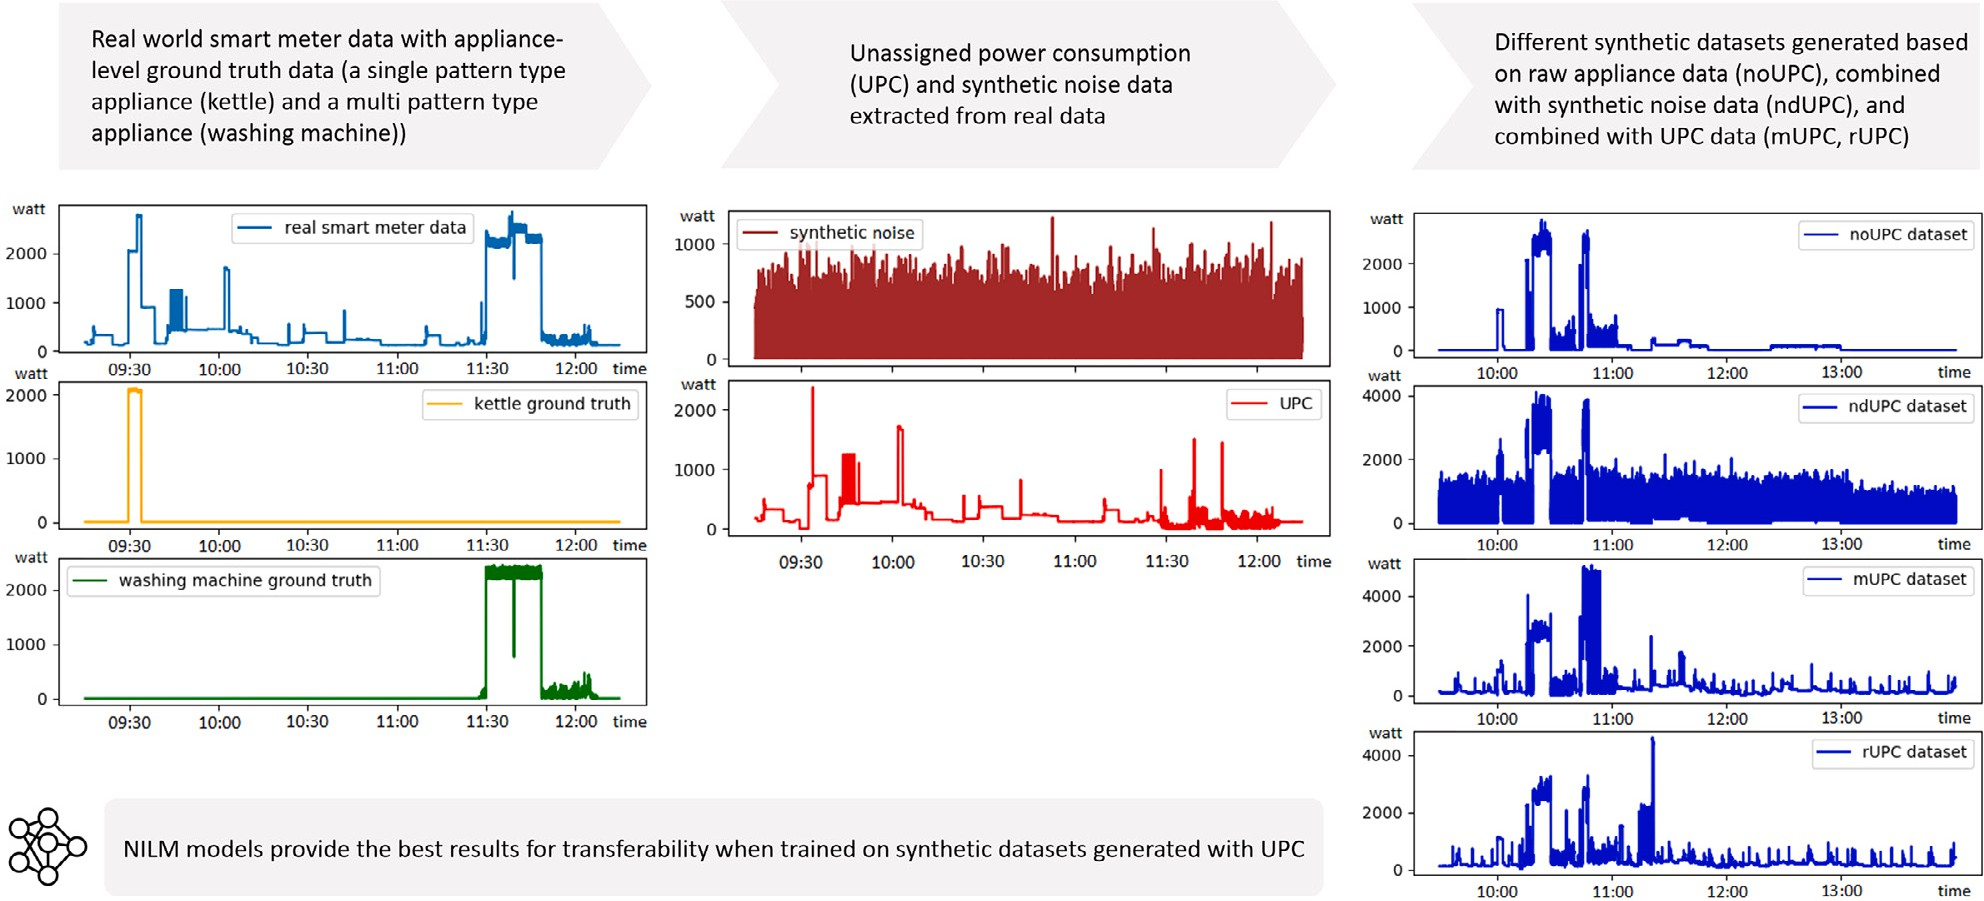 Real world smart meter data with appliance-
level ground truth data (a single pattern type
appliance (kettle) and a multi pattern type
appliance (washing machine))
Unassigned power consumption
(UPC) and synthetic noise data
extracted from real data
Different synthetic datasets generated based
on raw appliance data (noUPC), combined
with synthetic noise data (ndUPC), and
combined with UPC data (mUPC, rUPC)
watt
real smart meter data
2000
1000
0
09:30 10:00 10:30 11:00 11:30 12:00 time
watt
kettle ground truth
2000
1000
0
09:30 10:00 10:30 11:00 11:30 12:00 time
watt
washing machine ground truth
2000
1000
0
09:30 10:00 10:30 11:00 11:30 12:00 time
watt
synthetic noise
1000
500
0
watt
UPC
2000
1000
0
09:30 10:00 10:30 11:00 11:30 12:00 time
watt
noUPC dataset
2000
1000
0
10:00 11:00 12:00 13:00 time
watt
ndUPC dataset
4000
2000
0
10:00 11:00 12:00 13:00 time
watt
mUPC dataset
4000
2000
0
10:00 11:00 12:00 13:00 time
watt
rUPC dataset
4000
2000
0
10:00 11:00 12:00 13:00 time
NILM models provide the best results for transferability when trained on synthetic datasets generated with UPC